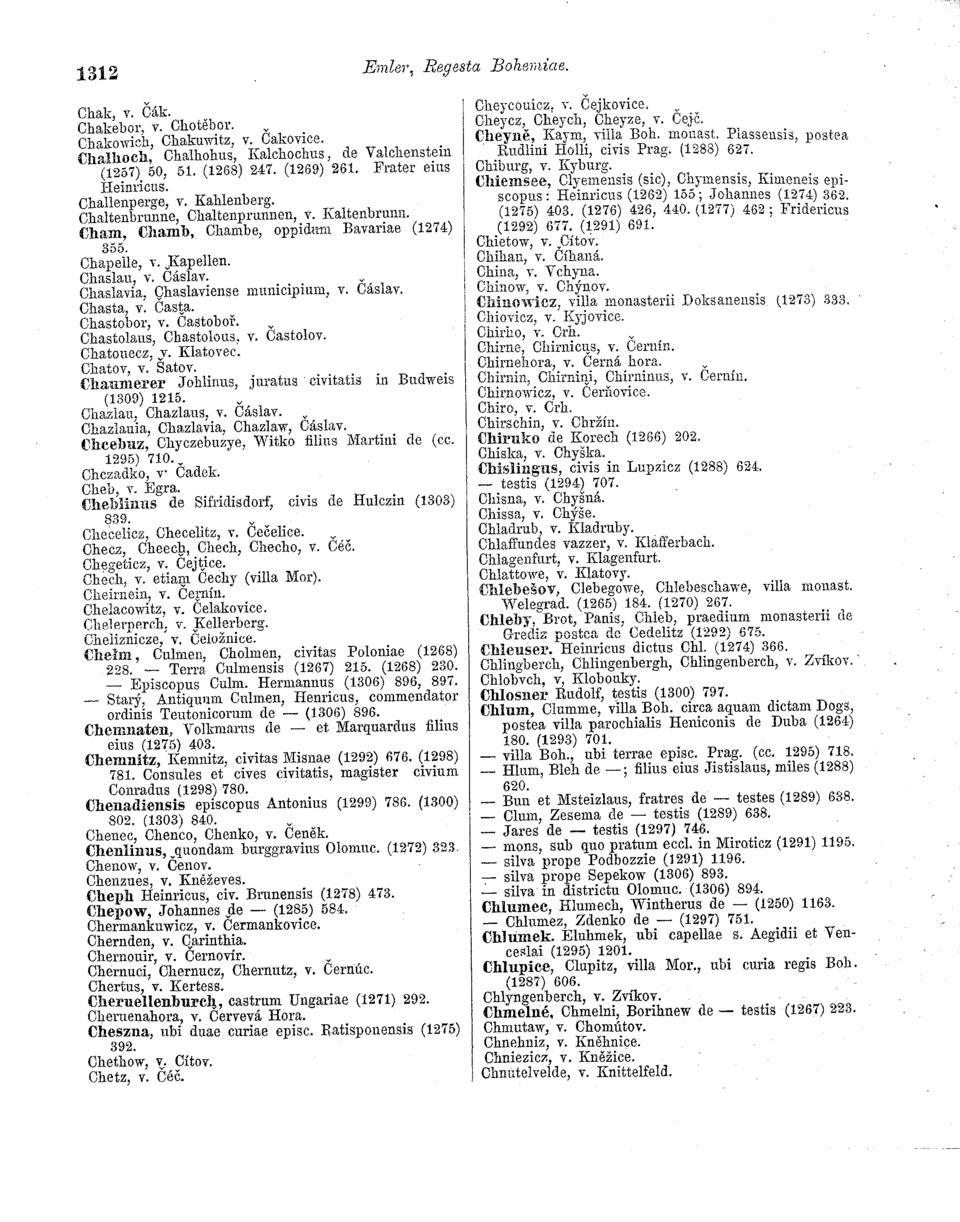 1312
Emler, Regesta Bohemiae.
Chak, v. Čák.
Chakebor, v. Chotěbor.
Chakowich, Chakuwitz, v. Čakovice.
Chalhoch, Chalhohus, Kalchochus, de Valchenstein
(1257) 50, 51. (1268) 247. (1269) 261. Frater eius
Heinricus.
Challenperge, v. Kahlenberg.
Chaltenbrunne, Chaltenprunnen, v. Kaltenbrunn.
Cham, Chamb, Chambe, oppidum Bavariae (1274)
355.
Chapelle, v. Kapellen.
Chaslau, v. Čáslav.
Chaslavia, Chaslaviense municipium, v. Čáslav.
Chasta, v. Časta.
Chastobor, v. Častoboř.
Chastolaus, Chastolous, v. Častolov.
Chatouecz, v. Klatovec.
Chatov, v. Šatov.
Chaumerer Johlinus, juratus civitatis in Budweis
(1309) 1215.
Chazlau, Chazlaus, v. Čáslav.
Chazlauia, Chazlavia, Chazlaw, Čáslav.
Chcebuz, Chyczebuzye, Witko filius Martini de (cc.
1295) 710.
Chczadko, v· Čadek.
Cheb, v. Egra.
Cheblinus de Sifridisdorf, civis de Hulczin (1303)
839.
Checelicz, Checelitz, v. Čečelice.
Checz, Cheech, Chech, Checho, v. Čéč.
Chegeticz, v. Čejtice.
Chech, v. etiam Čechy (villa Mor).
Cheirnein, v. Černín.
Chelacowitz, v. Čelakovice.
Chelerperch, v. Kellerberg.
Cheliznicze, v. Čeložnice.
Chelm, Culmen, Cholmen, civitas Poloniae (1268)
228. — Terra Culmensis (1267) 215. (1268) 230.
— Episcopus Culm. Hermannus (1306) 896, 897.
— Starý, Antiquum Culmen, Henricus, commendator
ordinis Teutonicorum de — (1306) 896.
Chemnaten, Volkmarus de — et Marquardus filius
eius (1275) 403.
Chemnitz, Kemnitz, civitas Misnae (1292) 676. (1298)
781. Consules et cives civitatis, magister civium
Conradus (1298) 780.
Chenadiensis episcopus Antonius (1299) 786. (1300)
802. (1303) 840.
Chenec, Chenco, Chenko, v. Čeněk.
Chenlinus, quondam burggravius Olomuc. (1272) 323.
Chenow, v. Čenov.
Chenzues, v. Kněževes.
Cheph Heinricus, civ. Brunensis (1278) 473.
Chepow, Johannes de — (1285) 584.
Chermankuwicz, v. Čermankovice.
Chernden, v. Carinthia.
Chernouir, v. Černovír.
Chernuci, Chernucz, Chernutz, v. Černúc.
Chertus, v. Kertess.
Cheruellenburch, castrum Ungariae (1271) 292.
Cheruenahora, v. Červevá Hora.
Cheszna, ubi duae curiae episc. Ratisponensis (1275)
392.
Chethow, v. Cítov.
Chetz, v. Čéč.
Cheycouicz, v. Čejkovice.
Cheycz, Cheych, Cheyze, v. Čejč.
Cheyně, Kaym, villa Boh. monast. Plassensis, postea
Rudlini Holli, civis Prag. (1288) 627.
Chiburg, v. Kyburg.
Chiemsee, Clyemensis (sic), Chymensis, Kimeneis epi-
scopus: Heinricus (1262) 155; Johannes (1274) 362.
(1275) 403. (1276) 426, 440. (1277) 462; Fridericus
(1292) 677. (1291) 691.
Chietow, v. Cítov.
Chihan, v. Číhaná.
China, v. Vchyna.
Chinow, v. Chýnov.
Chinowicz, villa monasterii Doksanensis (1273) 333.
Chiovicz, v. Kyjovice.
Chirho, v. Crh.
Chirne, Chirnicus, v. Černín.
Chirnehora, v. Černá hora.
Chirnin, Chirnini, Chirninus, v. Černín.
Chirnowicz, v. Čerňovice.
Chiro, v. Crh.
Chirschin, v. Chržín.
Chiruko de Korech (1266) 202.
Chiska, v. Chyška.
Chislingus, civis in Lupzicz (1288) 624.
— testis (1294) 707.
Chisna, v. Chyšná.
Chissa, v. Chýše.
Chladrub, v. Kladruby.
Chlaffundes vazzer, v. Klafferbach.
Chlagenfurt, v. Klagenfurt.
Chlattowe, v. Klatovy.
Chlebešov, Clebegowe, Chlebeschawe, villa monast.
Welegrad. (1265) 184. (1270) 267.
Chleby, Brot, Panis, Chleb, praedium monasterii de
Grediz postea de Cedelitz (1292) 675.
Chleuser. Heinricus dictus Chl. (1274) 366.
Chlingberch, Chlingenbergh, Chlingenberch, v. Zvíkov.
Chlobvch, v, Klobouky.
Chlosner Rudolf, testis (1300) 797.
Chlum, Clumme, villa Boh. circa aquam dictam Dogs,
postea villa parochialis Heniconis de Duba (1264)
180. (1293) 701.
— villa Boh., ubi terrae episc. Prag. (cc. 1295) 718.
— Hlum, Bleh de —; filius eius Jistislaus, miles (1288)
620.
— Bun et Msteizlaus, fratres de — testes (1289) 638.
— Clum, Zesema de — testis (1289) 638.
— Jares de — testis (1297) 746.
— mons, sub quo pratum eccl. in Miroticz (1291) 1195.
— silva prope Podbozzie (1291) 1196.
— silva prope Sepekow (1306) 893.
— silva in districtu Olomuc. (1306) 894.
Chlumec, Hlumech, Wintherus de — (1250) 1163.
— Chlumez, Zdenko de — (1297) 751.
Chlumek. Eluhmek, ubi capellae s. Aegidii et Ven-
ceslai (1295) 1201.
Chlupice, Clupitz, villa Mor., ubi curia regis Boh.
(1287) 606.
Chlyngenberch, v. Zvíkov.
Chmelné, Chmelni, Borihnew de — testis (1267) 223.
Chmutaw, v. Chomútov.
Chnehniz, v. Kněhnice.
Chniezicz, v. Kněžice.
Chnutelvelde, v. Knittelfeld.